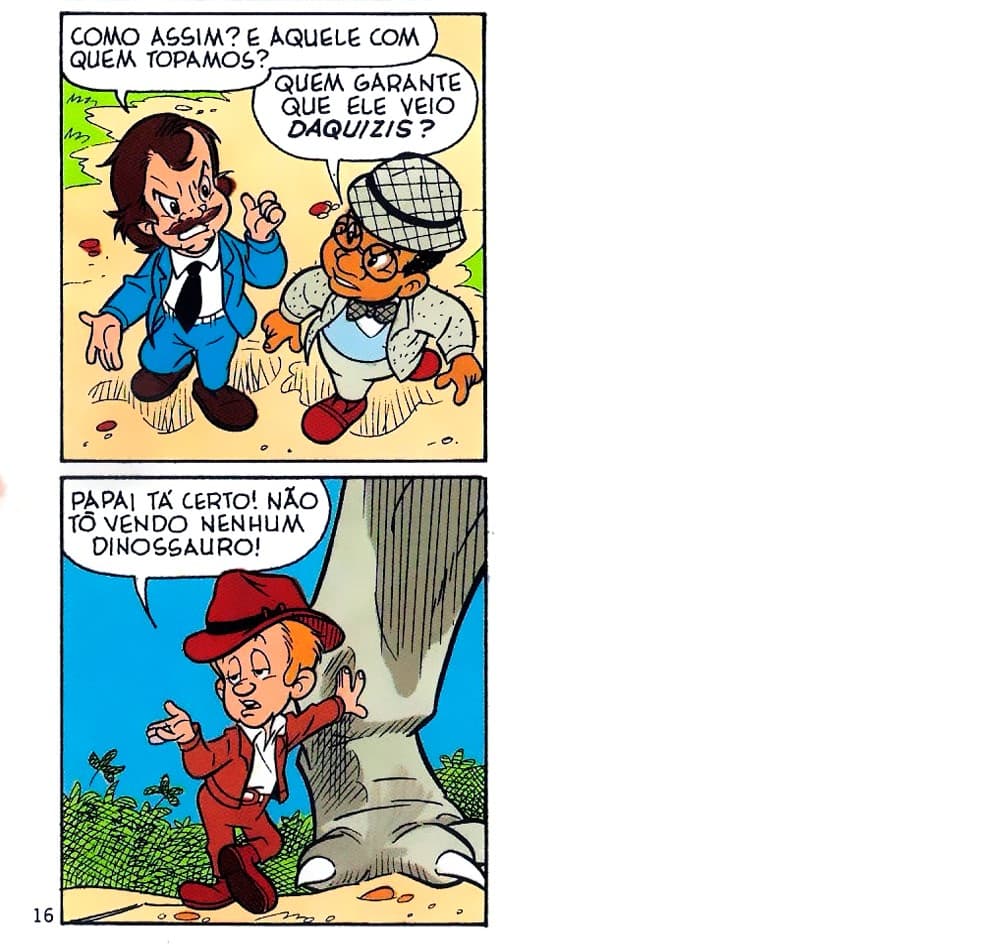 COMO ASSIM? E AQUELE COM
QUEM TOPAMOS?
QUEM GARANTE
QUE ELE VEIO
DAQUIZIS?
PAPAI TÁ CERTO! NÃO
TÔ VENDO NENHUM
DINOSSAURO!
16